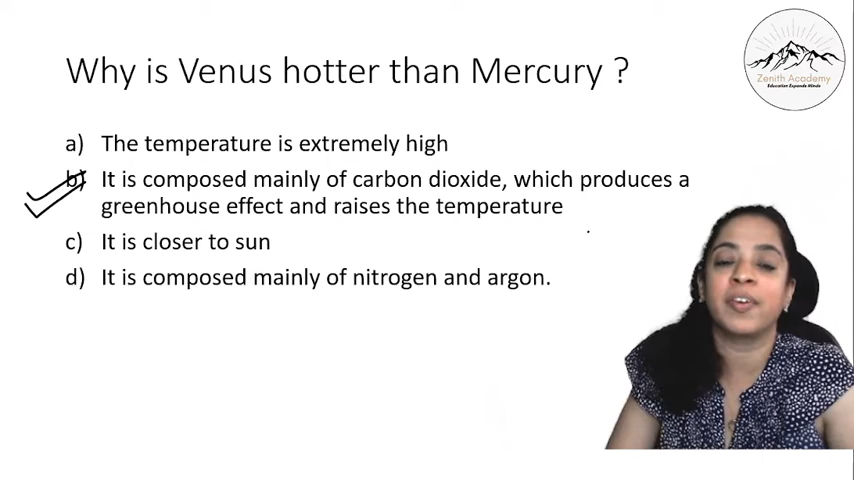 Why is Venus hotter than Mercury ?
Zenith Academy
Education Expands Minds
a) The temperature is extremely high
b) It is composed mainly of carbon dioxide, which produces a
greenhouse effect and raises the temperature
c) It is closer to sun
d) It is composed mainly of nitrogen and argon.